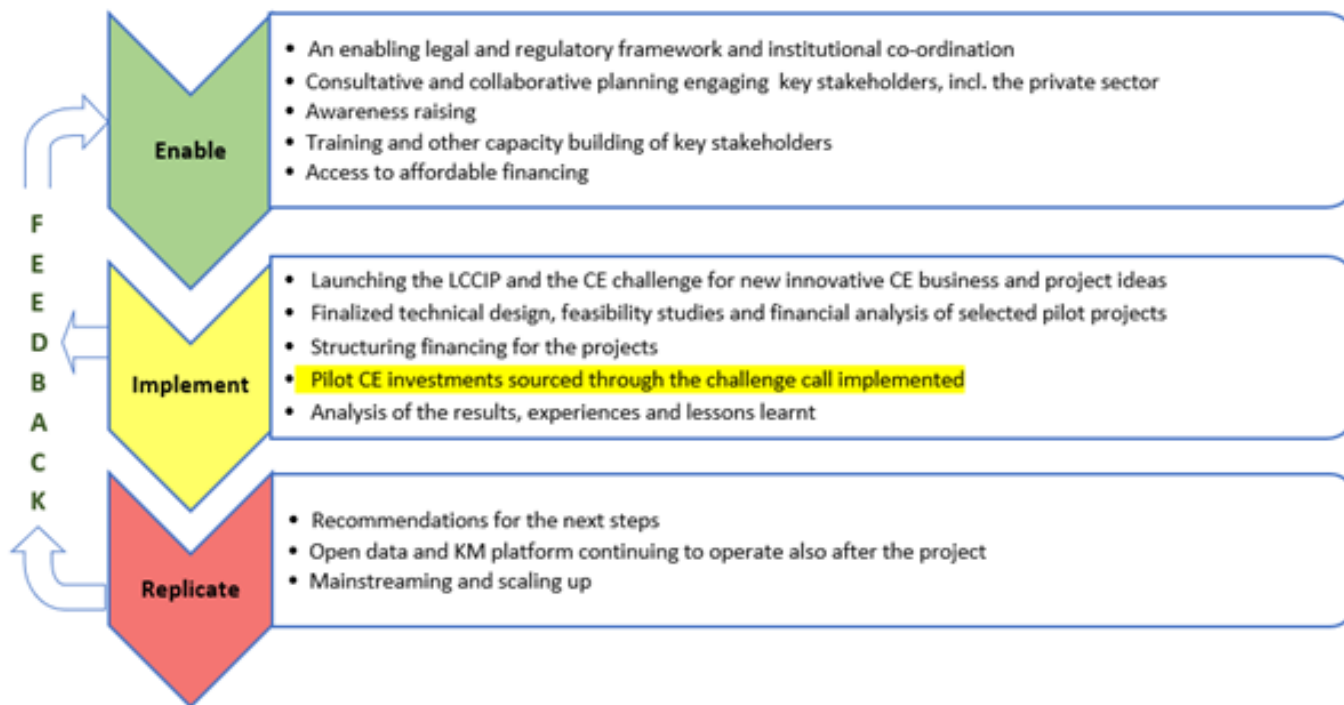 • An enabling legal and regulatory framework and institutional co-ordination
• Consultative and collaborative planning engaging key stakeholders, incl. the private sector
• Awareness raising
Enable
• Training and other capacity building of key stakeholders
• Access to affordable financing
FEEDBACK
• Launching the LCCIP and the CE challenge for new innovative CE business and project ideas
• Finalized technical design, feasibility studies and financial analysis of selected pilot projects
• Structuring financing for the projects
Implement
• Pilot CE investments sourced through the challenge call implemented
• Analysis of the results, experiences and lessons learnt
• Recommendations for the next steps
• Open data and KM platform continuing to operate also after the project
Replicate
• Mainstreaming and scaling up